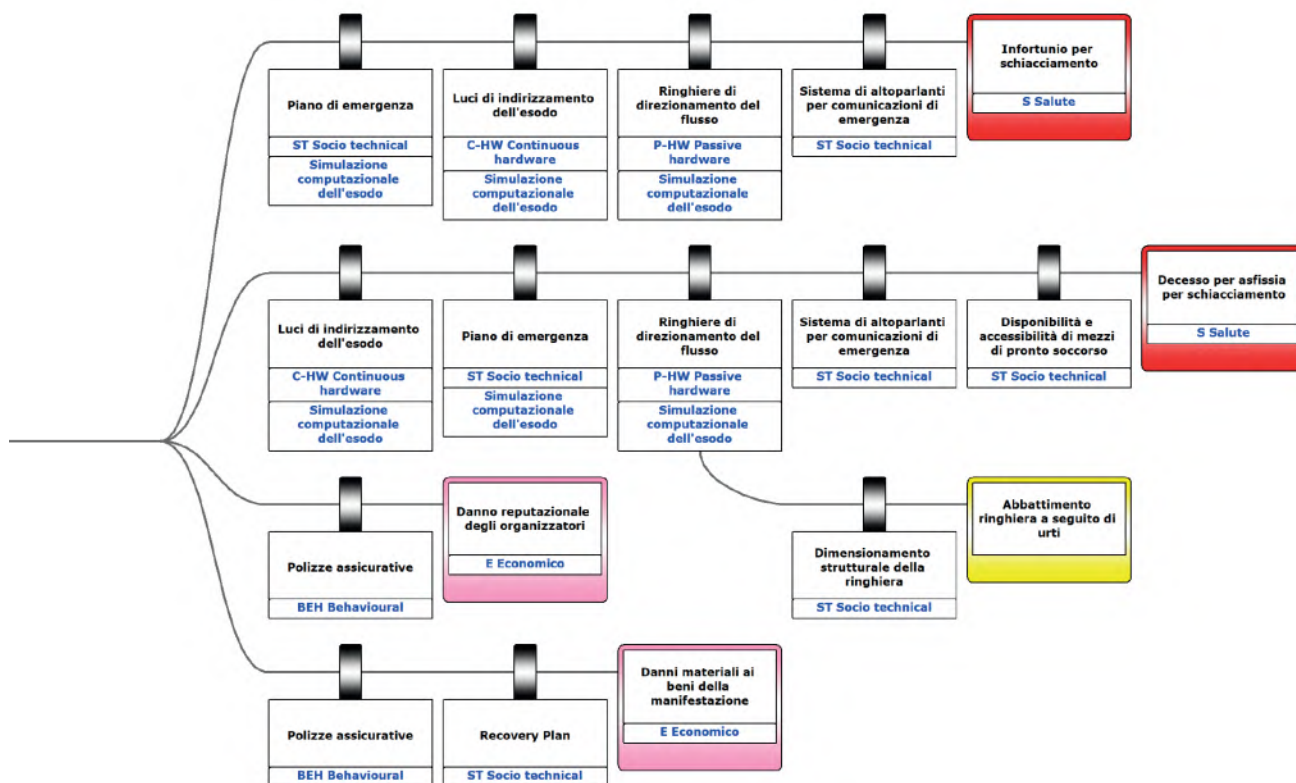 Piano di emergenza
ST Socio technical
Simulazione
computazionale
dell'esodo
Luci di indirizzamento
dell'esodo
C-HW Continuous
hardware
Simulazione
computazionale
dell'esodo
Ringhiere di
direzionamento del
flusso
P-HW Passive
hardware
Simulazione
computazionale
dell'esodo
Sistema di altoparlanti
per comunicazioni di
emergenza
ST Socio technical
Infortunio per
schiacciamento
S Salute
Luci di indirizzamento
dell'esodo
C-HW Continuous
hardware
Simulazione
computazionale
dell'esodo
Piano di emergenza
ST Socio technical
Simulazione
computazionale
dell'esodo
Ringhiere di
direzionamento del
flusso
P-HW Passive
hardware
Simulazione
computazionale
dell'esodo
Sistema di altoparlanti
per comunicazioni di
emergenza
ST Socio technical
Disponibilità e
accessibilità di mezzi
di pronto soccorso
ST Socio technical
Decesso per asfissia
per schiacciamento
S Salute
Polizze assicurative
BEH Behavioural
Danno reputazionale
degli organizzatori
E Economico
Dimensionamento
strutturale della
ringhiera
ST Socio technical
Abbattimento
ringhiera a seguito di
urti
Polizze assicurative
BEH Behavioural
Recovery Plan
ST Socio technical
Danni materiali ai
beni della
manifestazione
E Economico